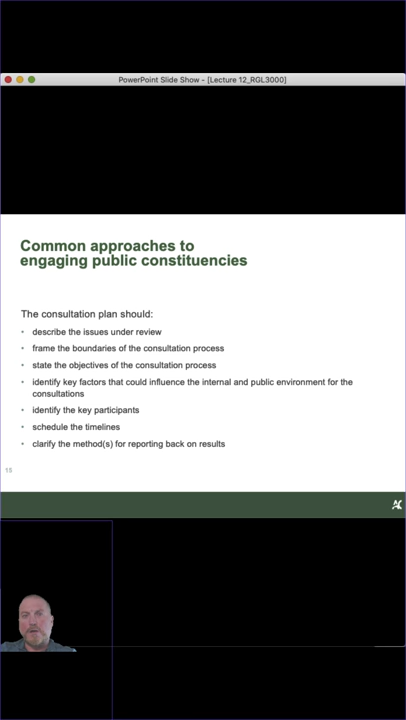 PowerPoint Slide Show - [Lecture 12_RGL3000]
Common approaches to
engaging public constituencies
The consultation plan should:
• describe the issues under review
• frame the boundaries of the consultation process
• state the objectives of the consultation process
• identify key factors that could influence the internal and public environment for the
consultations
• identify the key participants
• schedule the timelines
• clarify the method(s) for reporting back on results
15
AC